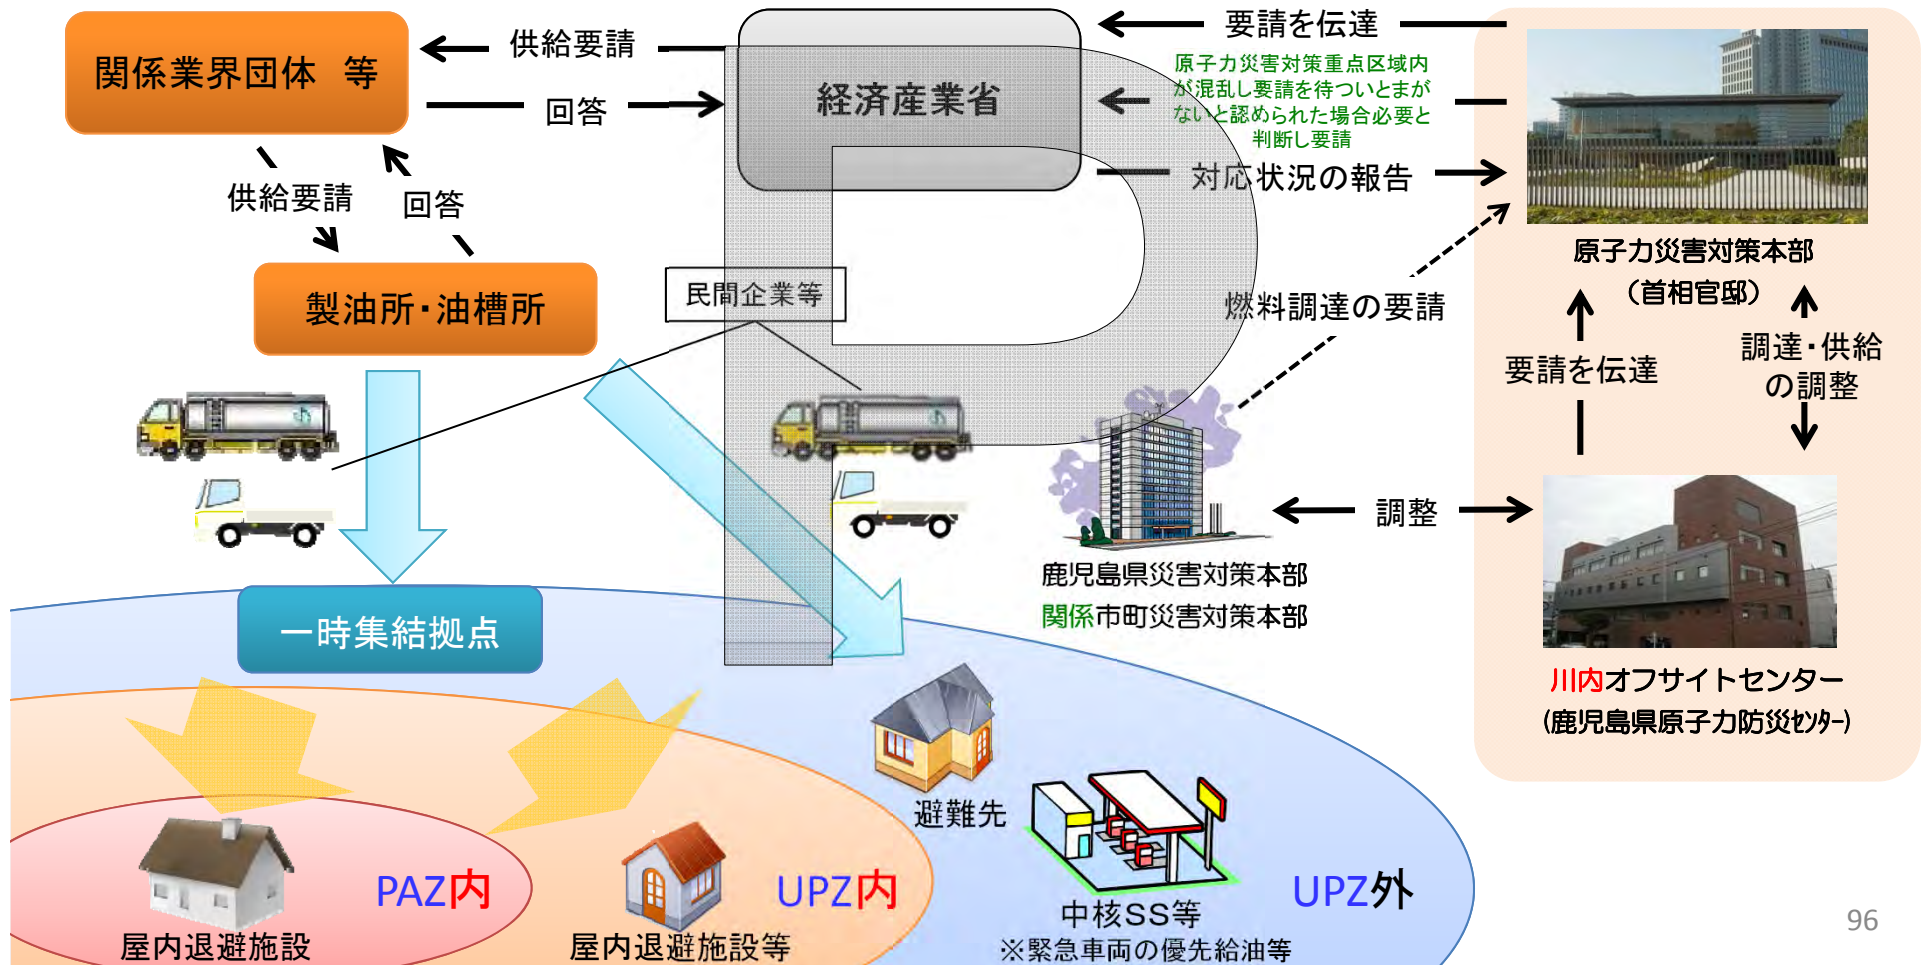 要請を伝達
供給要請
関係業界団体　等
経済産業省
原子力災害対策重点区域内
が混乱し要請を待ついとまが
ないと認められた場合必要と
判断し要請
回答
対応状況の報告
供給要請
回答
原子力災害対策本部
（首相官邸）
民間企業等
製油所・油槽所
燃料調達の要請
要請を伝達
調達・供給
の調整
調整
鹿児島県災害対策本部
関係市町災害対策本部
一時集結拠点
川内オフサイトセンター
(鹿児島県原子力防災ｾﾝﾀｰ)
避難先
PAZ内
UPZ内
UPZ外
中核SS等
※緊急車両の優先給油等
屋内退避施設
屋内退避施設等
96
P